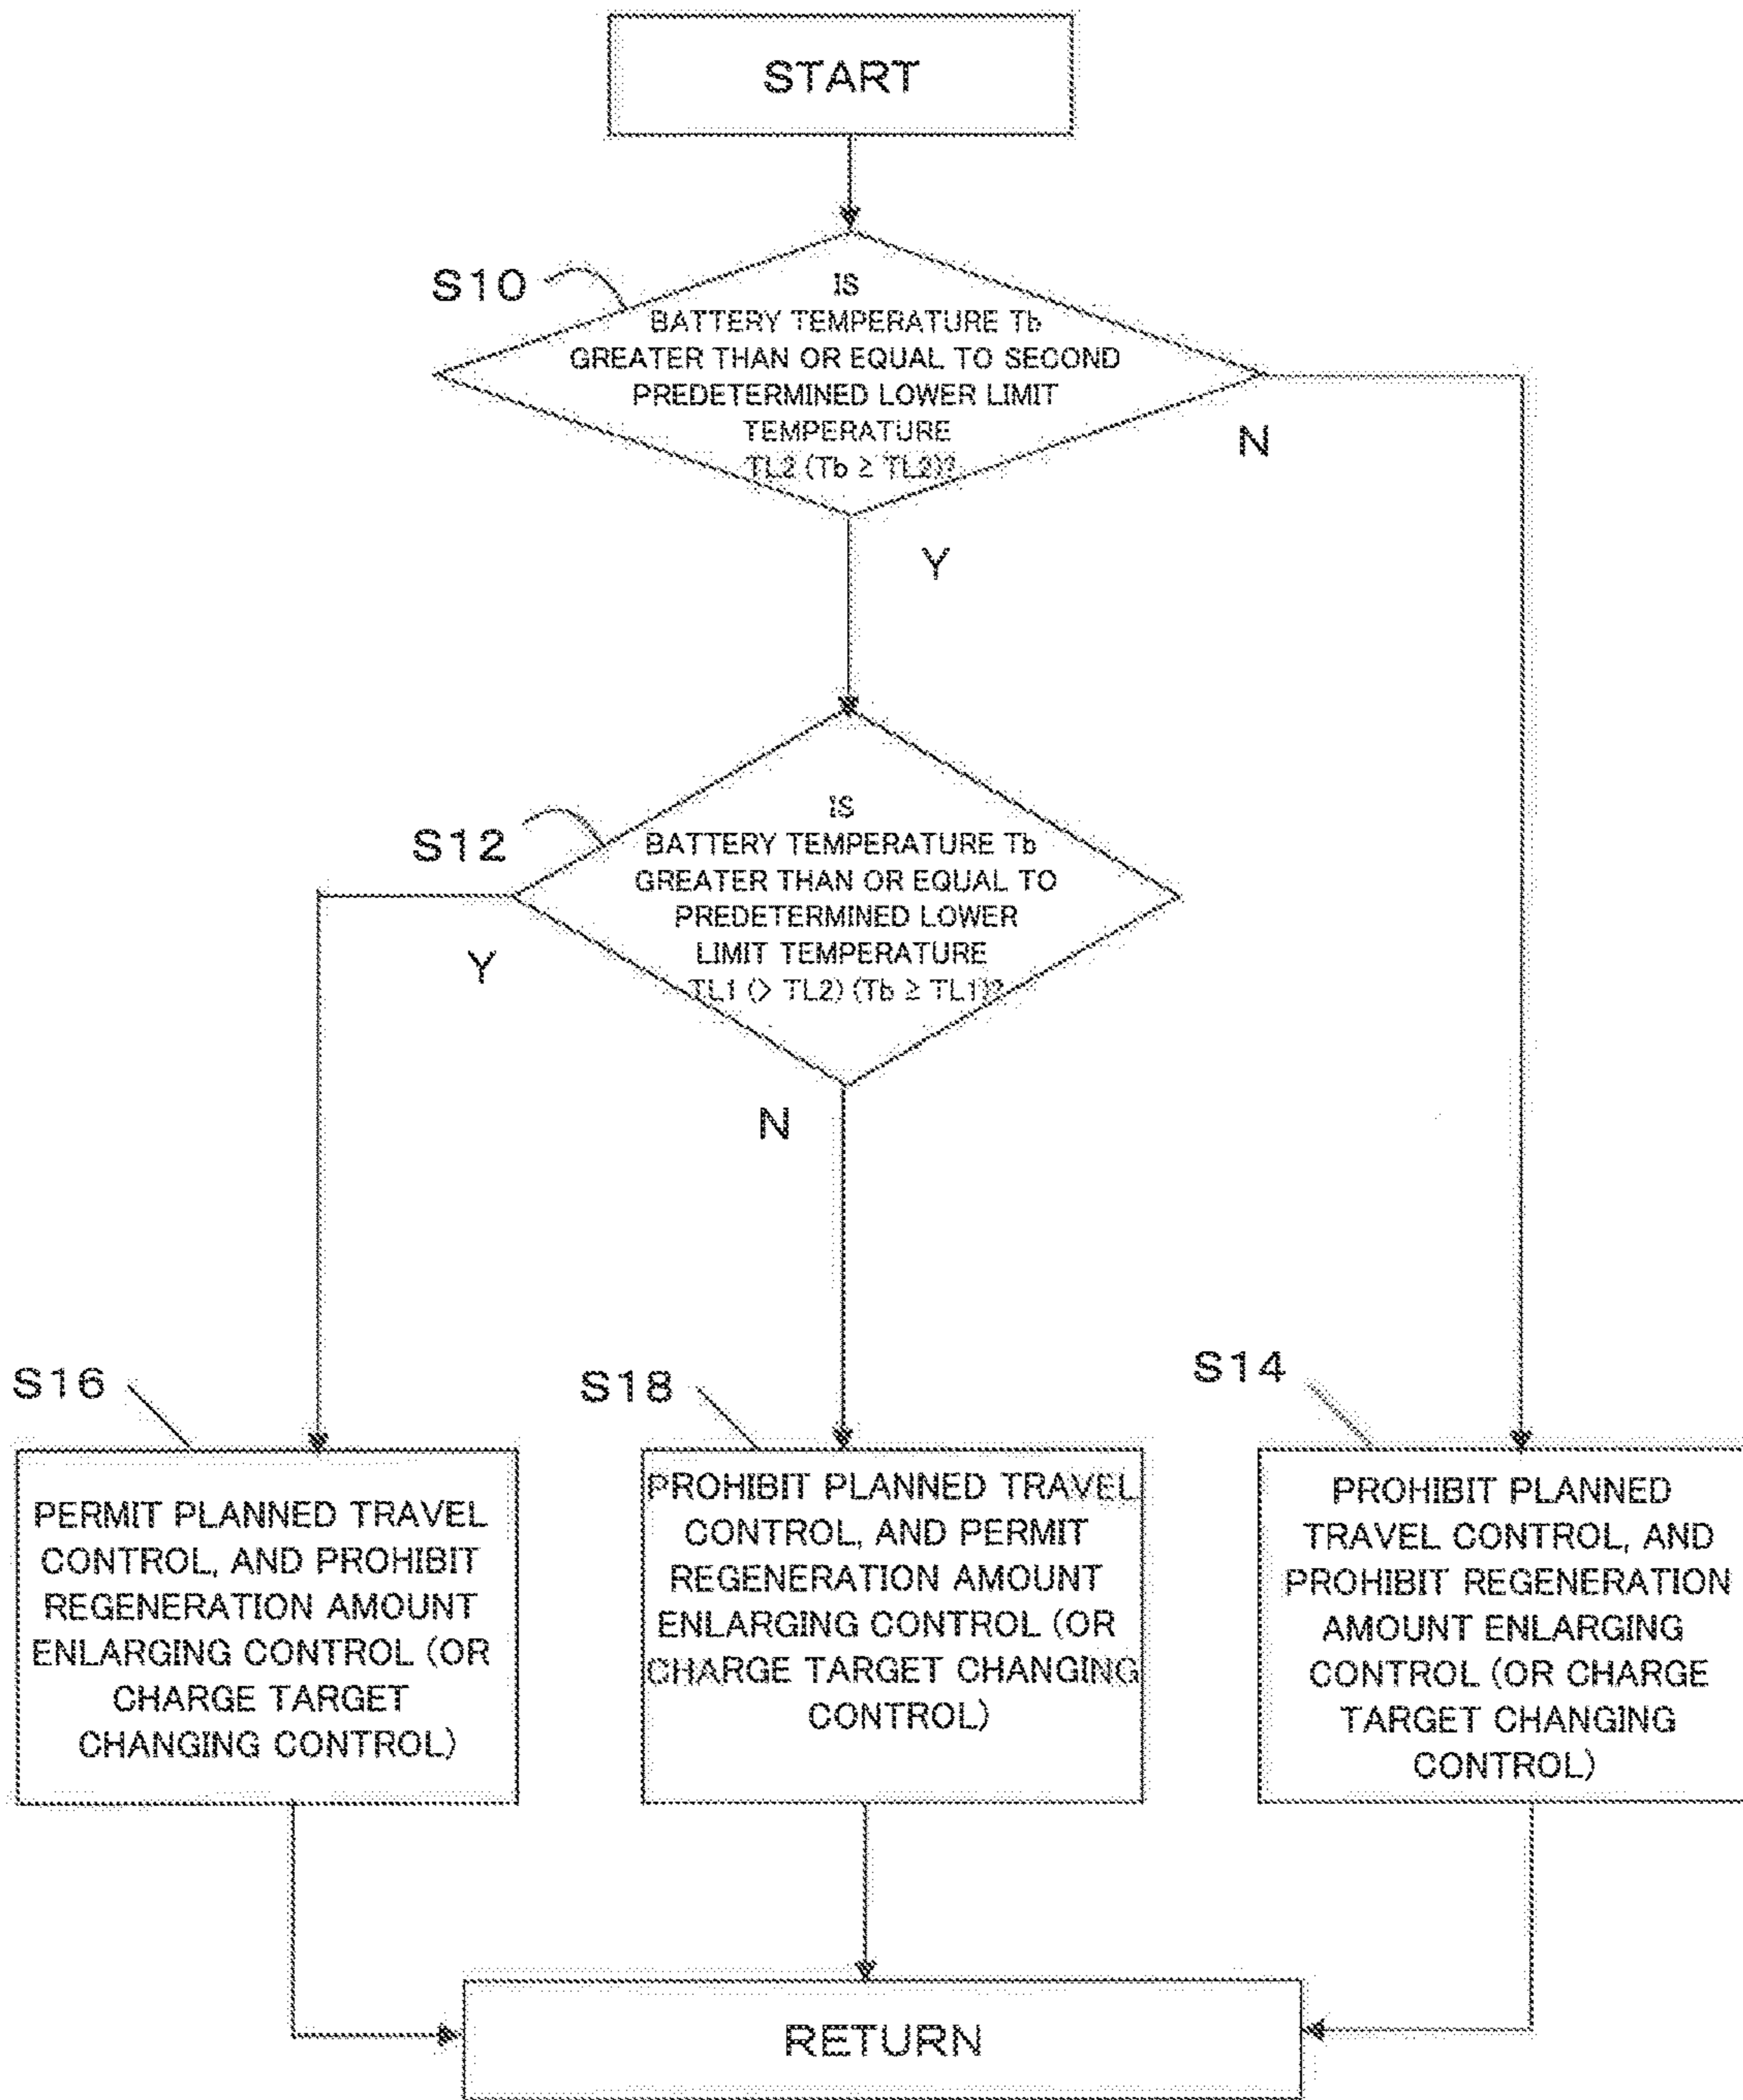 START
S10
IS
BATTERY TEMPERATURE Tb
GREATER THAN OR EQUAL TO SECOND
PREDETERMINED LOWER LIMIT
TEMPERATURE
TL2 (Tb ≥ TL2)?
N
Y
S12
IS
BATTERY TEMPERATURE Tb
GREATER THAN OR EQUAL TO
PREDETERMINED LOWER
LIMIT TEMPERATURE
TL1 (> TL2) (Tb ≥ TL1)?
Y
N
S16
PERMIT PLANNED TRAVEL
CONTROL, AND PROHIBIT
REGENERATION AMOUNT
ENLARGING CONTROL (OR
CHARGE TARGET
CHANGING CONTROL)
S18
PROHIBIT PLANNED TRAVEL
CONTROL, AND PERMIT
REGENERATION AMOUNT
ENLARGING CONTROL (OR
CHARGE TARGET CHANGING
CONTROL)
S14
PROHIBIT PLANNED
TRAVEL CONTROL, AND
PROHIBIT REGENERATION
AMOUNT ENLARGING
CONTROL (OR CHARGE
TARGET CHANGING
CONTROL)
RETURN